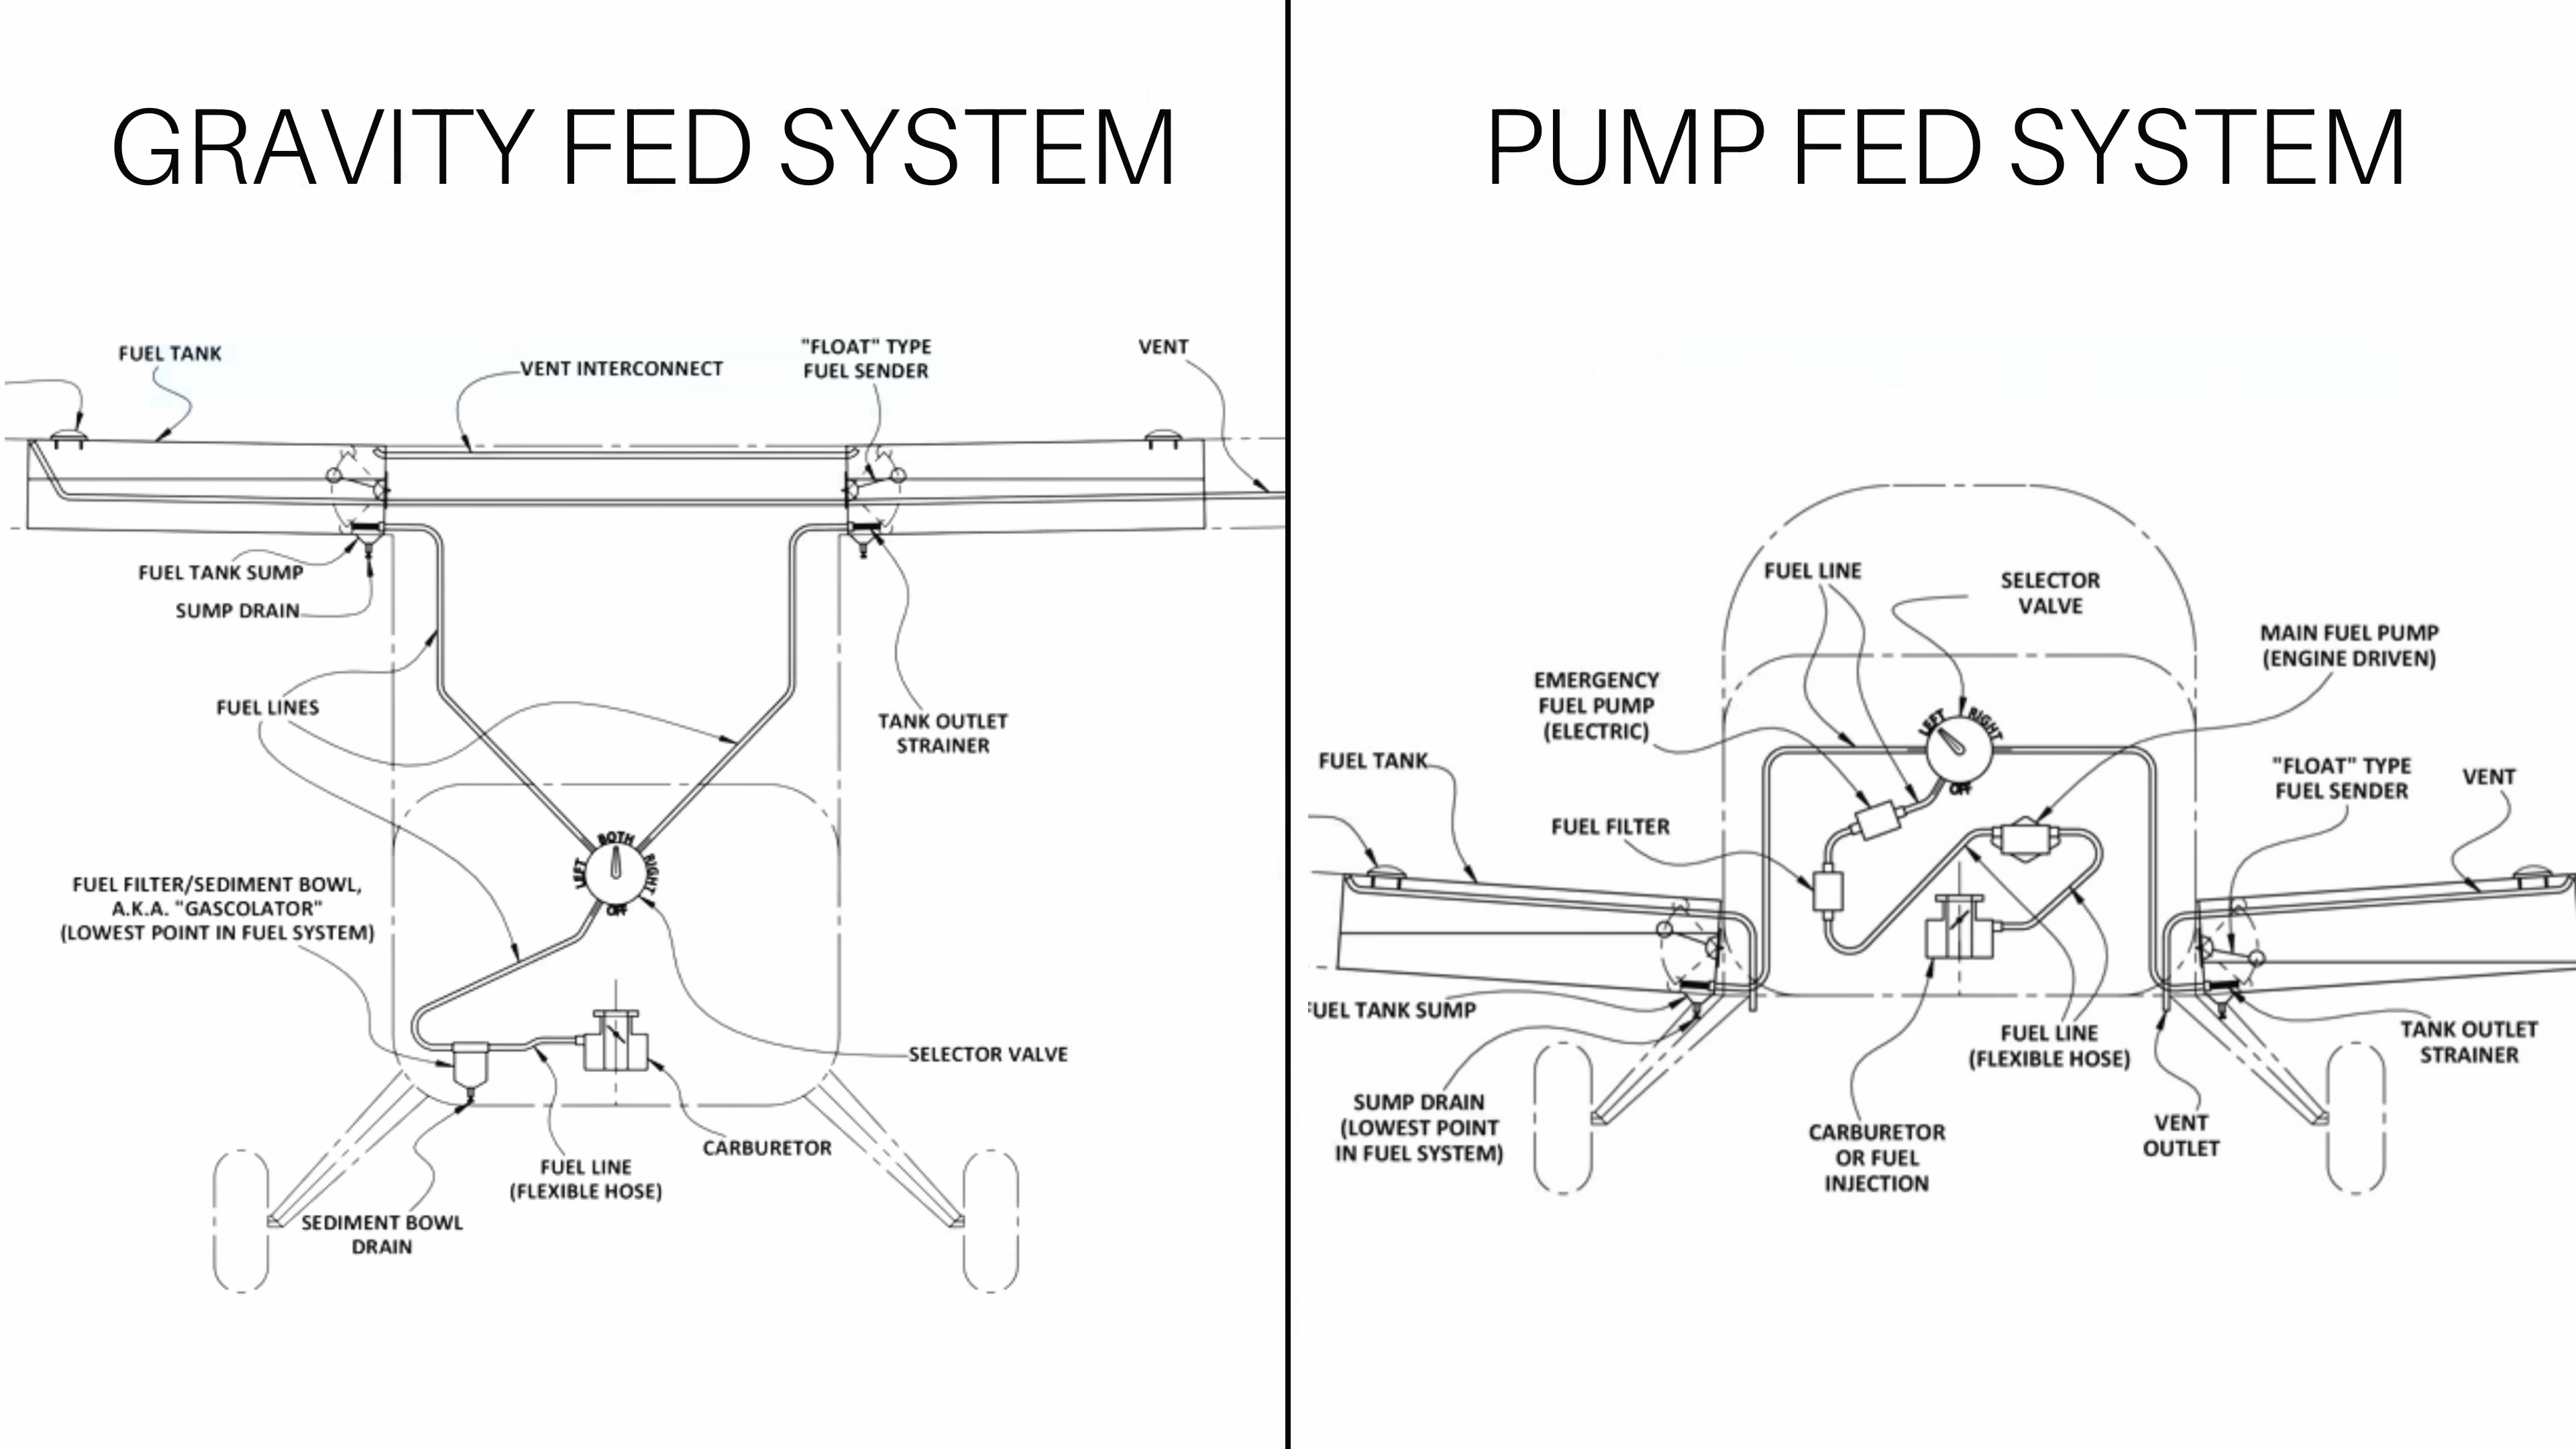 GRAVITY FED SYSTEM
FUEL TANK
VENT INTERCONNECT
"FLOAT" TYPE
FUEL SENDER
VENT
FUEL TANK SUMP
SUMP DRAIN
FUEL LINES
TANK OUTLET
STRAINER
BOTH
LEFT
RIGHT
OFF
FUEL FILTER/SEDIMENT BOWL,
A.K.A. "GASCOLATOR"
(LOWEST POINT IN FUEL SYSTEM)
SELECTOR VALVE
CARBURETOR
FUEL LINE
(FLEXIBLE HOSE)
SEDIMENT BOWL
DRAIN
PUMP FED SYSTEM
FUEL LINE
SELECTOR
VALVE
MAIN FUEL PUMP
(ENGINE DRIVEN)
EMERGENCY
FUEL PUMP
(ELECTRIC)
LEFT
RIGHT
OFF
FUEL TANK
"FLOAT" TYPE
FUEL SENDER
VENT
FUEL FILTER
UEL TANK SUMP
FUEL LINE
(FLEXIBLE HOSE)
TANK OUTLET
STRAINER
SUMP DRAIN
(LOWEST POINT
IN FUEL SYSTEM)
CARBURETOR
OR FUEL
INJECTION
VENT
OUTLET